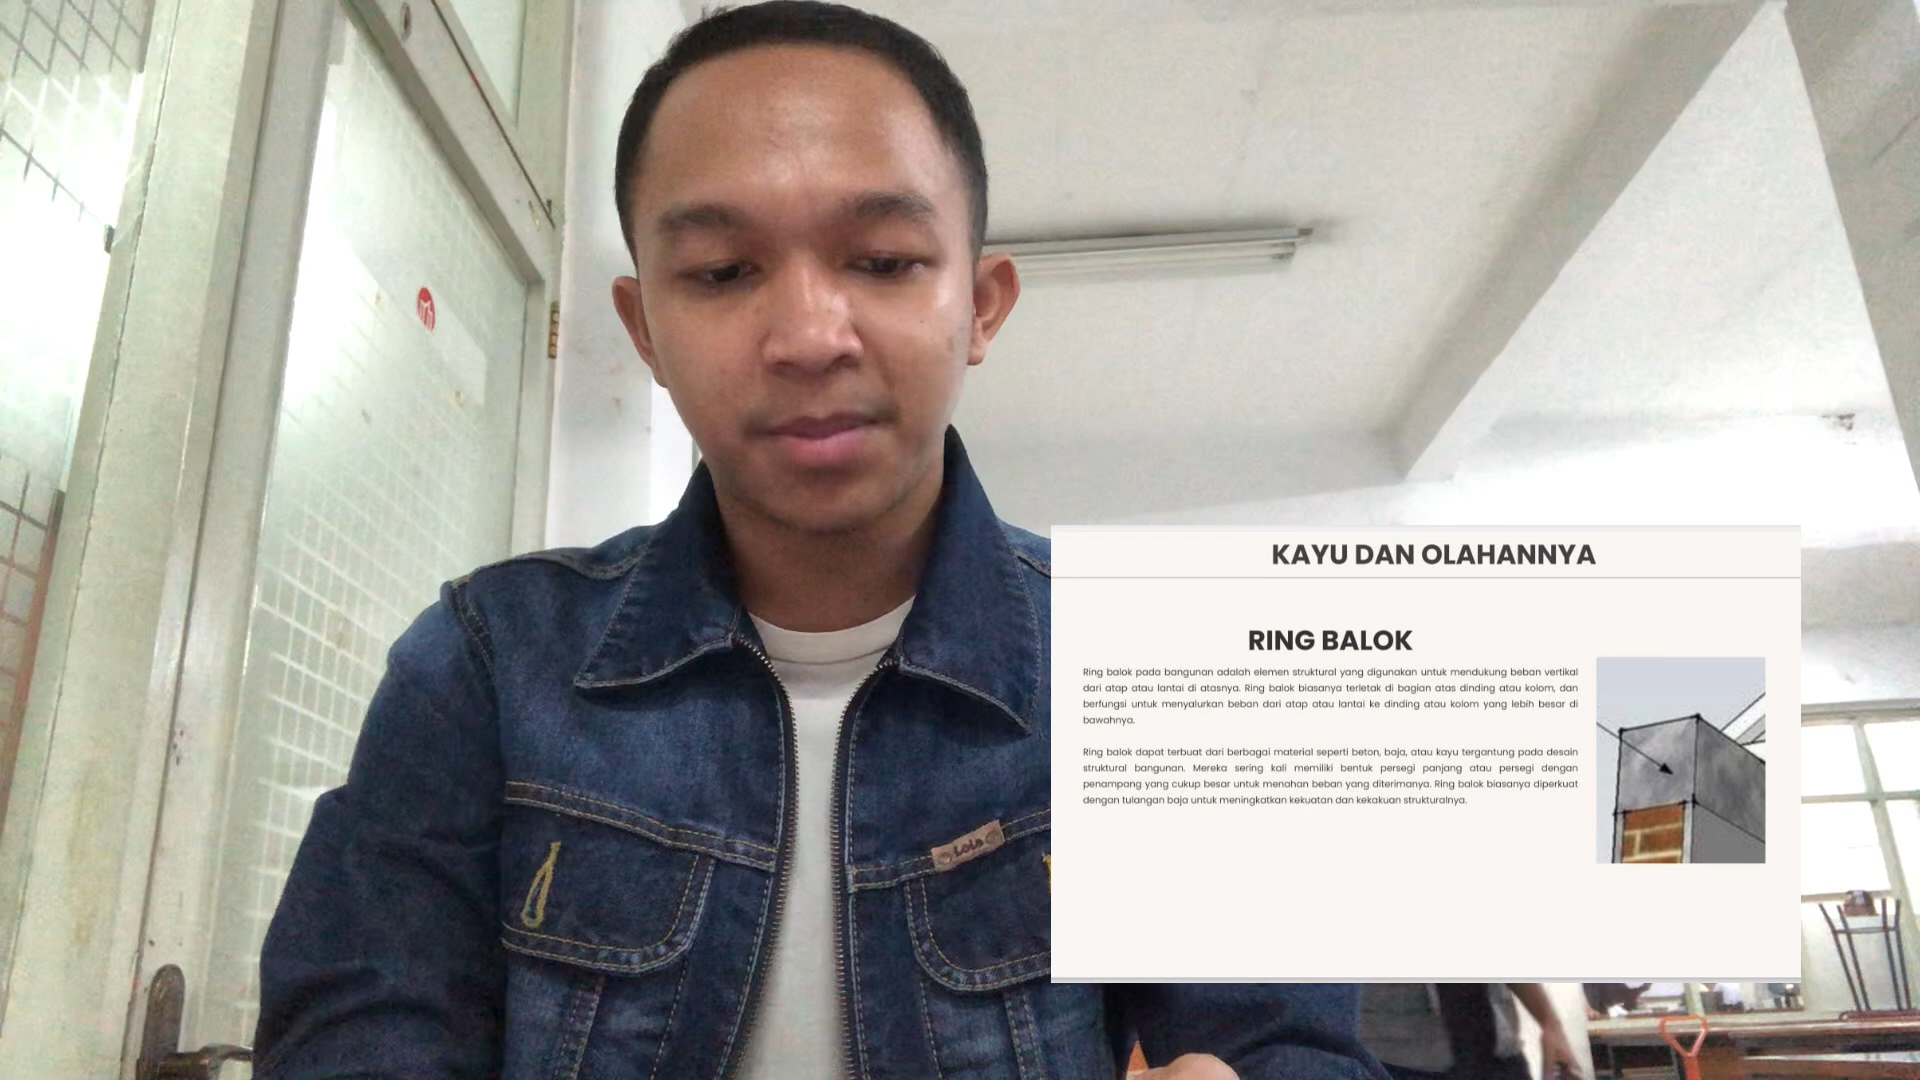 KAYU DAN OLAHANNYA
RING BALOK
Ring balok pada bangunan adalah elemen struktural yang digunakan untuk mendukung beban vertikal
dari atap atau lantai di atasnya. Ring balok biasanya terletak di bagian atas dinding atau kolom, dan
berfungsi untuk menyalurkan beban dari atap atau lantai ke dinding atau kolom yang lebih besar di
bawahnya.
Ring balok dapat terbuat dari berbagai material seperti beton, baja, atau kayu tergantung pada desain
struktural bangunan. Mereka sering kali memiliki bentuk persegi panjang atau persegi dengan
penampang yang cukup besar untuk menahan beban yang diterimanya. Ring balok biasanya diperkuat
dengan tulangan baja untuk meningkatkan kekuatan dan kekakuan strukturalnya.
Lois